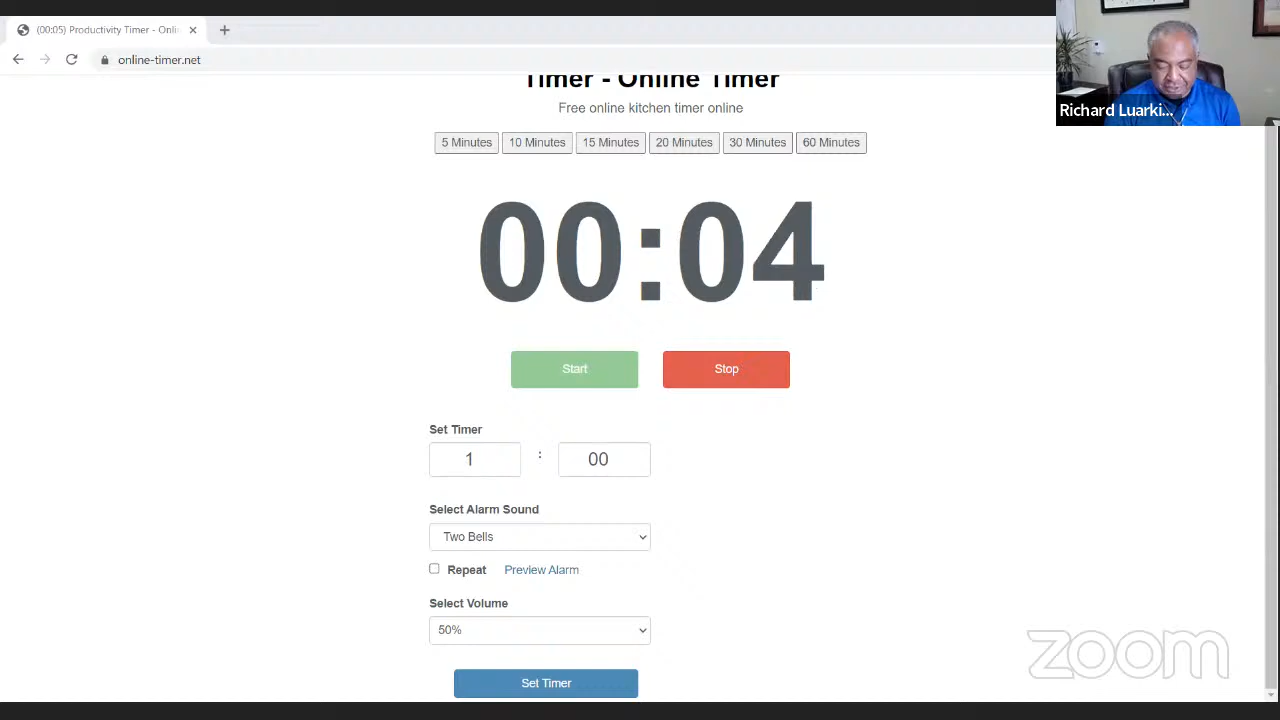 (00:05) Productivity Timer - Onli
online-timer.net
Timer - Online Timer
Free online kitchen timer online
5 Minutes 10 Minutes 15 Minutes 20 Minutes 30 Minutes 60 Minutes
00:04
Start Stop
Set Timer
1 : 00
Select Alarm Sound
Two Bells
Repeat Preview Alarm
Select Volume
50%
Set Timer
Richard Luarki...
zoom